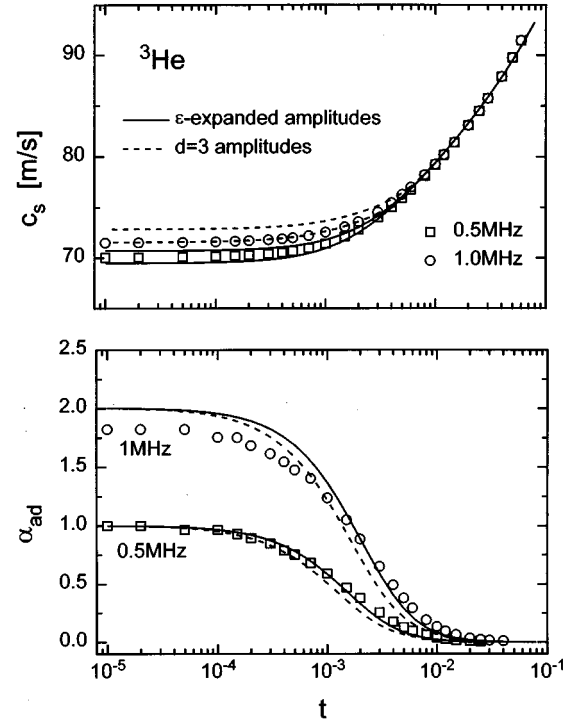 ³He
ε-expanded amplitudes
d=3 amplitudes
0.5MHz
1.0MHz
90
80
70
c_s [m/s]
2.5
2.0
1.5
1.0
0.5
0.0
α_ad
1MHz
0.5MHz
10⁻⁵ 10⁻⁴ 10⁻³ 10⁻² 10⁻¹
t